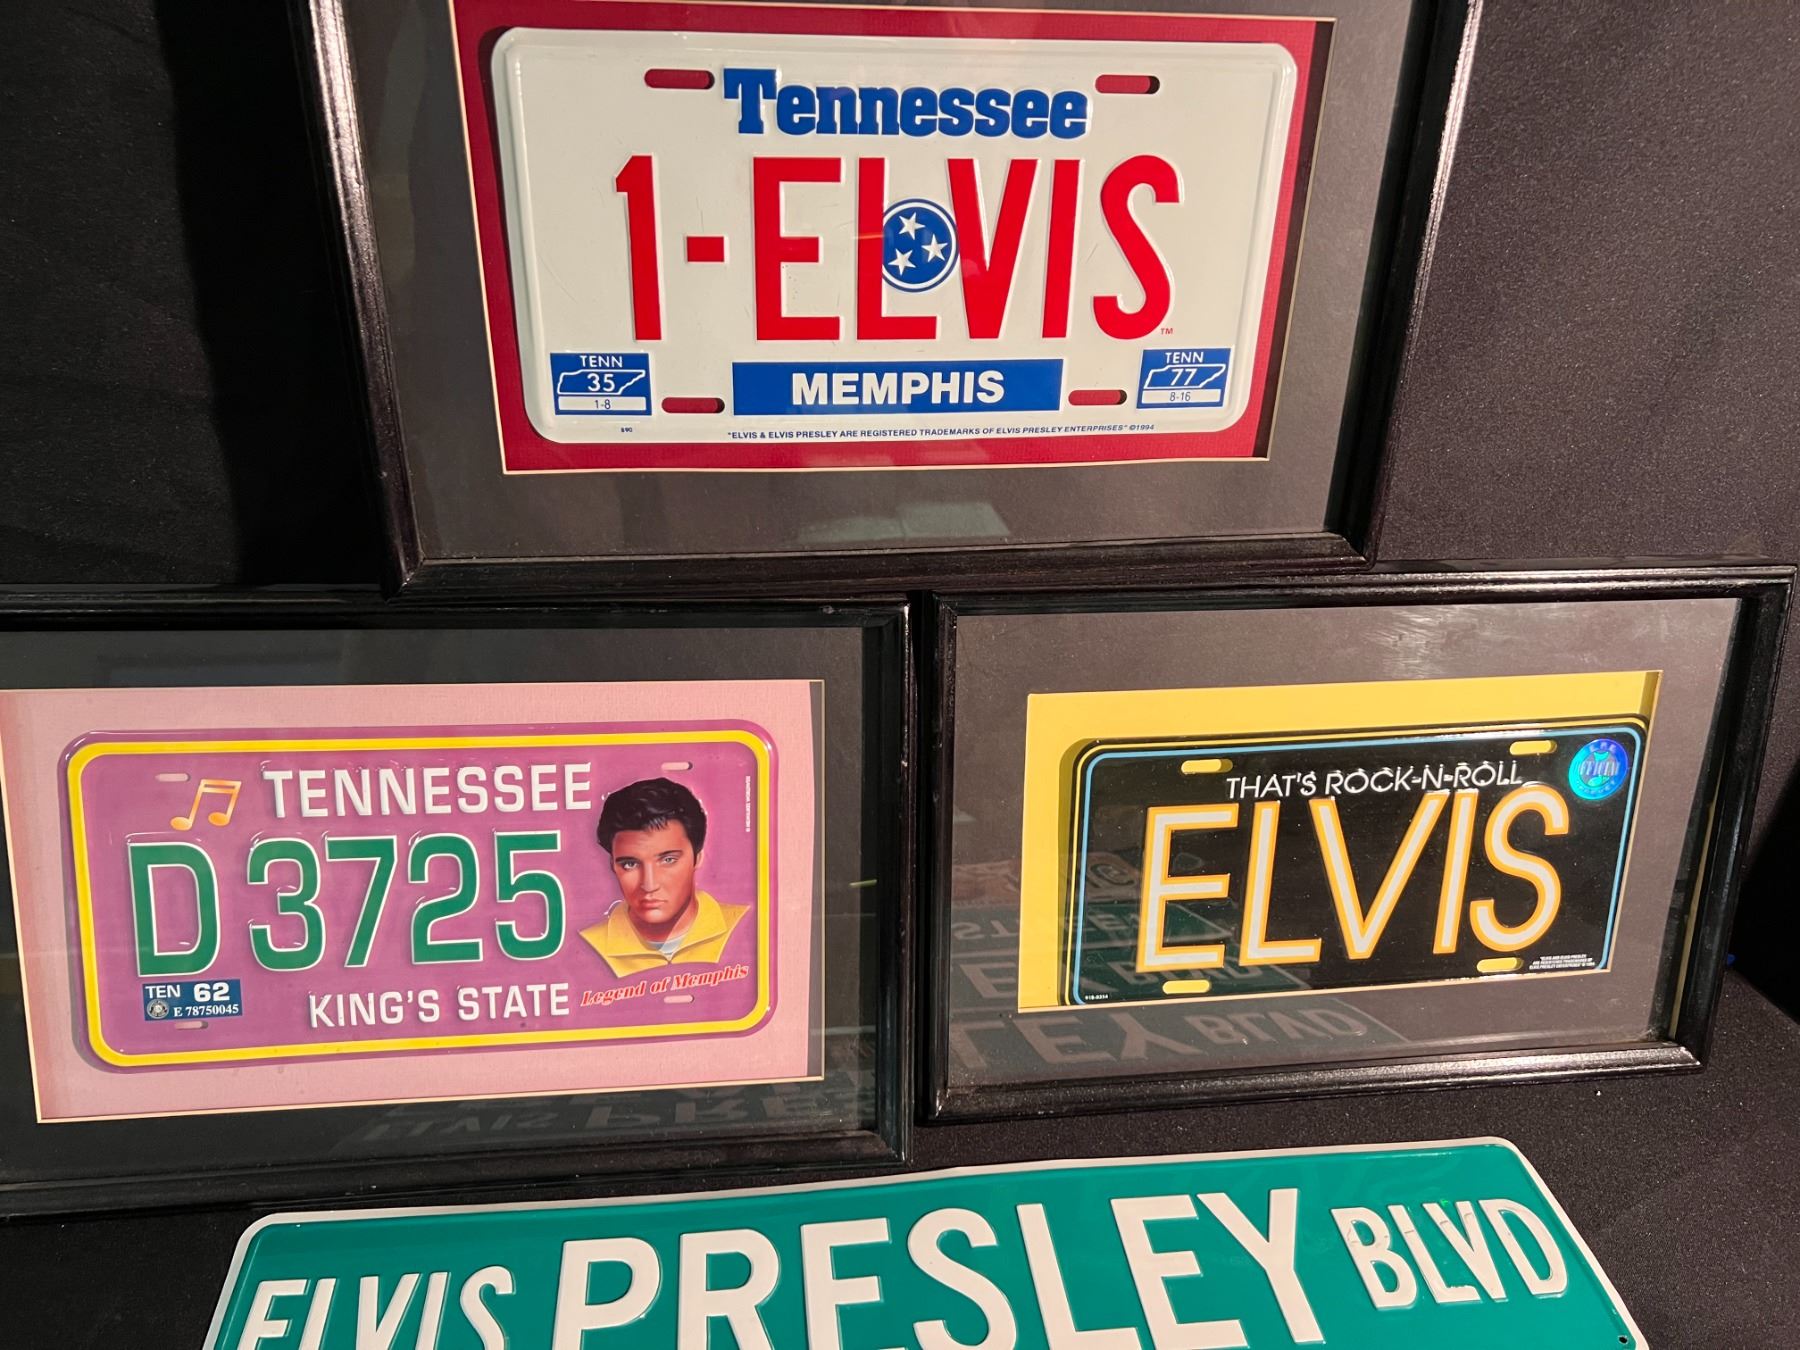 Tennessee
1-ELVIS
TM
TENN
35
1-8
MEMPHIS
TENN
77
8-16
"ELVIS & ELVIS PRESLEY ARE REGISTERED TRADEMARKS OF ELVIS PRESLEY ENTERPRISES" ©1994
TENNESSEE
D 3725
TEN 62
E 78750045
KING'S STATE
Legend of Memphis
THAT'S ROCK-N-ROLL
ELVIS
ELVIS PRESLEY BLVD